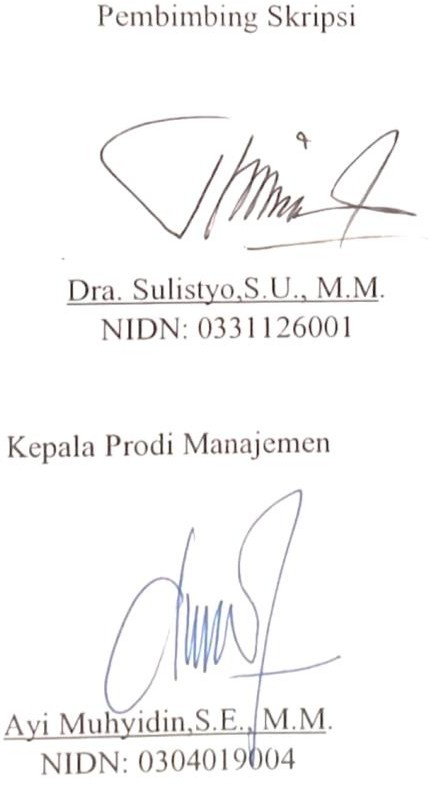 Pembimbing Skripsi
Dra. Sulistyo,S.U., M.M.
NIDN: 0331126001
Kepala Prodi Manajemen
Ayi Muhyidin,S.E., M.M.
NIDN: 0304019004